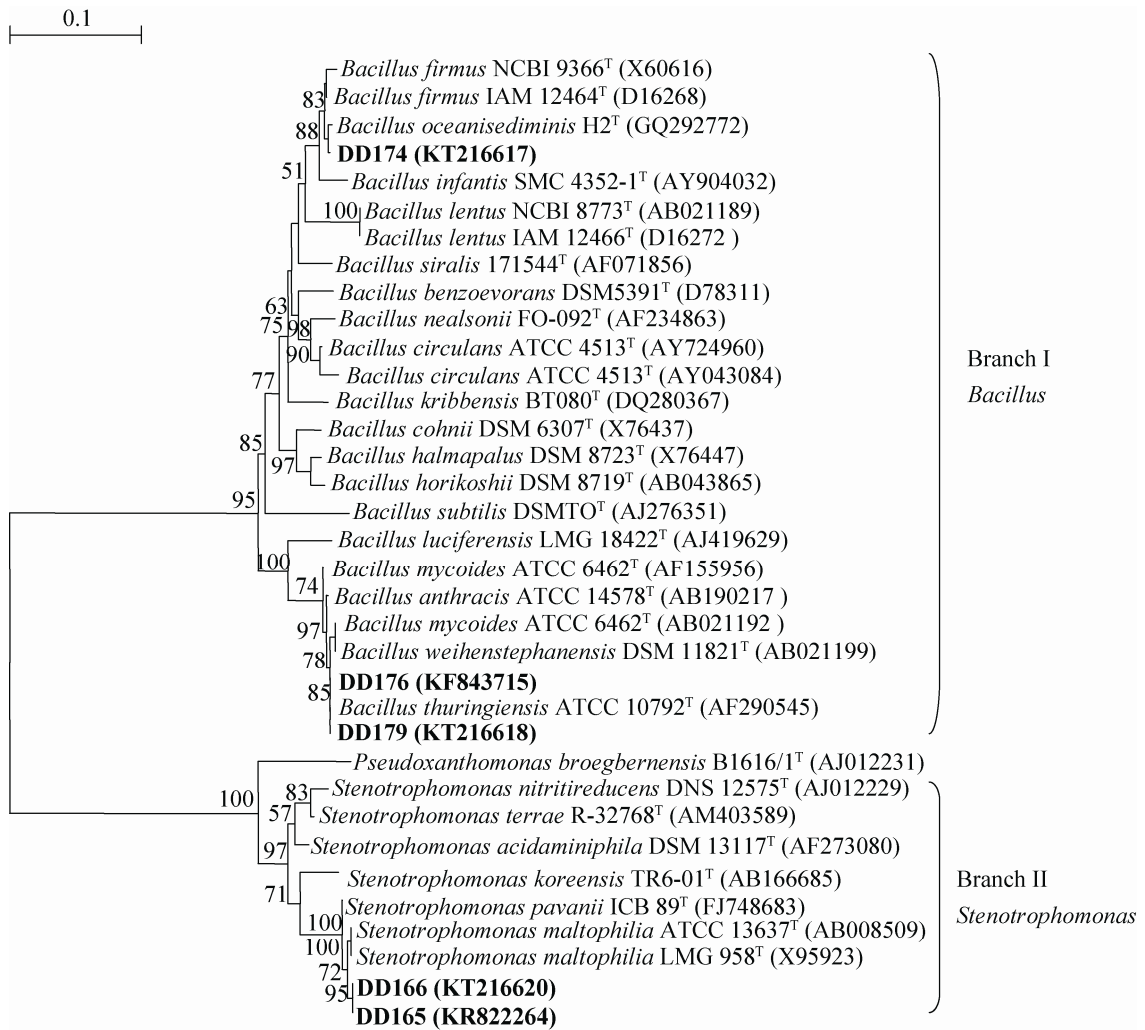 0.1
Bacillus firmus NCBI 9366ᵀ (X60616)
83
Bacillus firmus IAM 12464ᵀ (D16268)
Bacillus oceanisediminis H2ᵀ (GQ292772)
88
DD174 (KT216617)
51
Bacillus infantis SMC 4352-1ᵀ (AY904032)
100
Bacillus lentus NCBI 8773ᵀ (AB021189)
Bacillus lentus IAM 12466ᵀ (D16272 )
Bacillus siralis 171544ᵀ (AF071856)
Bacillus benzoevorans DSM5391ᵀ (D78311)
63
Bacillus nealsonii FO-092ᵀ (AF234863)
75
98
Bacillus circulans ATCC 4513ᵀ (AY724960)
90
Bacillus circulans ATCC 4513ᵀ (AY043084)
77
Bacillus kribbensis BT080ᵀ (DQ280367)
Bacillus cohnii DSM 6307ᵀ (X76437)
85
Bacillus halmapalus DSM 8723ᵀ (X76447)
97
Bacillus horikoshii DSM 8719ᵀ (AB043865)
95
Bacillus subtilis DSMTOᵀ (AJ276351)
Bacillus luciferensis LMG 18422ᵀ (AJ419629)
100
Bacillus mycoides ATCC 6462ᵀ (AF155956)
74
Bacillus anthracis ATCC 14578ᵀ (AB190217 )
Bacillus mycoides ATCC 6462ᵀ (AB021192 )
97
Bacillus weihenstephanensis DSM 11821ᵀ (AB021199)
78
DD176 (KF843715)
85
Bacillus thuringiensis ATCC 10792ᵀ (AF290545)
DD179 (KT216618)
Branch I
Bacillus
Pseudoxanthomonas broegbernensis B1616/1ᵀ (AJ012231)
Stenotrophomonas nitritireducens DNS 12575ᵀ (AJ012229)
83
100
57
Stenotrophomonas terrae R-32768ᵀ (AM403589)
Stenotrophomonas acidaminiphila DSM 13117ᵀ (AF273080)
97
Stenotrophomonas koreensis TR6-01ᵀ (AB166685)
71
Stenotrophomonas pavanii ICB 89ᵀ (FJ748683)
100
Stenotrophomonas maltophilia ATCC 13637ᵀ (AB008509)
100
Stenotrophomonas maltophilia LMG 958ᵀ (X95923)
72
DD166 (KT216620)
95
DD165 (KR822264)
Branch II
Stenotrophomonas